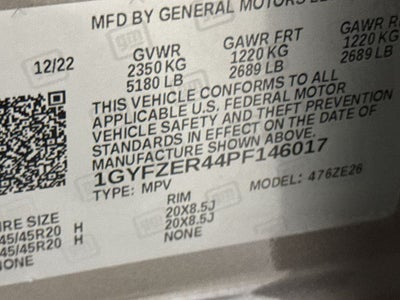 MFD BY GENERAL MOTORS
12/22
GVWR GAWR FRT GAWR
2350 KG 1220 KG 1220 KG
5180 LB 2689 LB 2689 LB
THIS VEHICLE CONFORMS TO ALL
APPLICABLE U.S. FEDERAL MOTOR
VEHICLE SAFETY AND THEFT PREVENTION
STANDARDS IN EFFECT ON THE DATE OF
MANUFACTURE SHOWN ABOVE.
1GYFZER44PF146017
TYPE: MPV MODEL: 476ZE26
RE SIZE RIM
45/45R20 H 20X8.5J
45/45R20 H 20X8.5J
NONE NONE